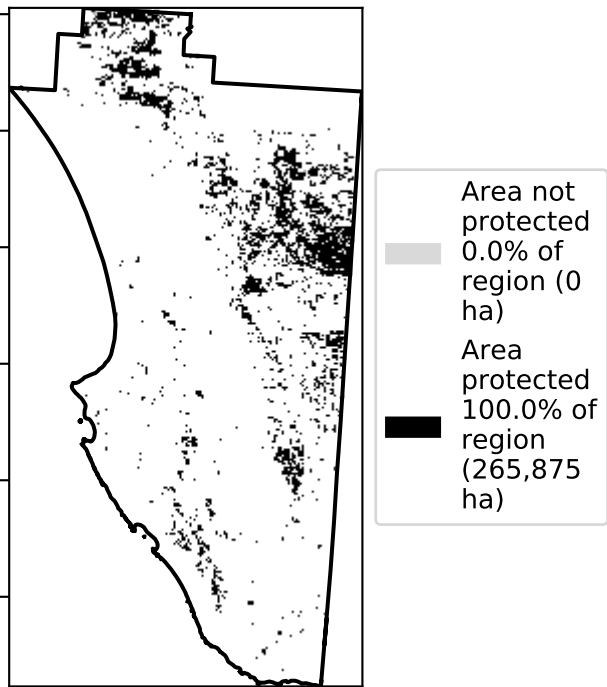 Area not
protected
0.0% of
region (0
ha)
Area
protected
100.0% of
region
(265,875
ha)